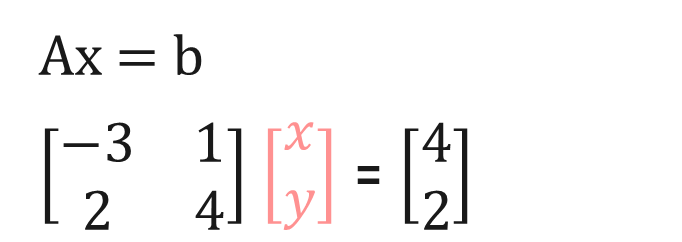 Ax = b
[−3 1
2 4] [x
y] = [4
2]